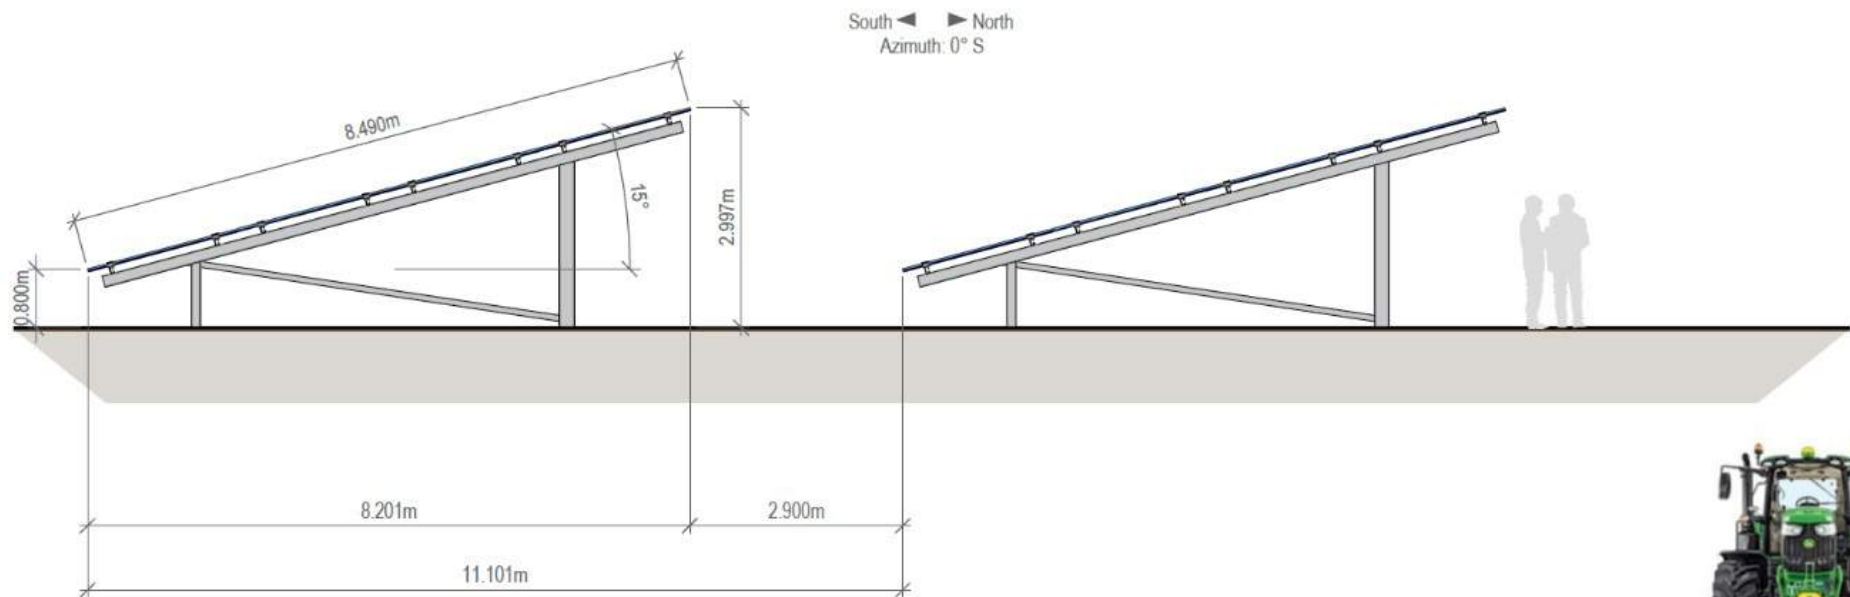 South ◀ ▶ North
Azimuth: 0° S
8.490m
15°
2.997m
0.800m
8.201m
2.900m
11.101m